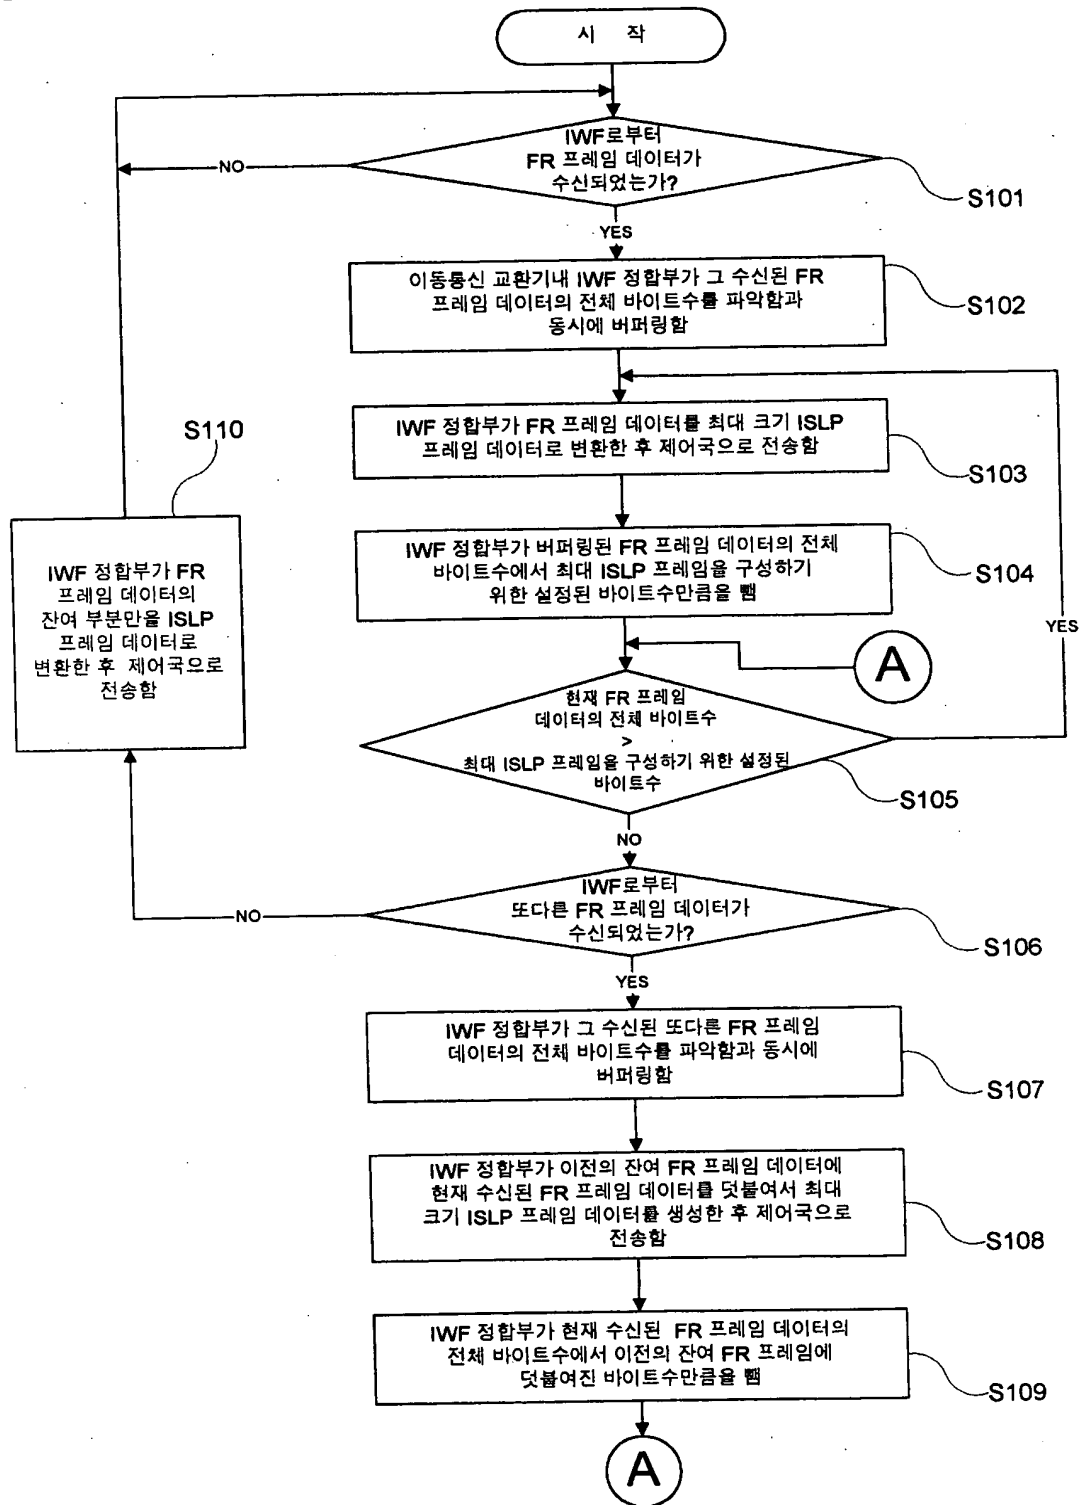 시 작
IWF로부터
FR 프레임 데이터가
수신되었는가?
NO
S101
YES
이동통신 교환기내 IWF 정합부가 그 수신된 FR
프레임 데이터의 전체 바이트수를 파악함과
동시에 버퍼링함
S102
IWF 정합부가 FR 프레임 데이터를 최대 크기 ISLP
프레임 데이터로 변환한 후 제어국으로 전송함
S103
S110
IWF 정합부가 FR
프레임 데이터의
잔여 부분만을 ISLP
프레임 데이터로
변환한 후 제어국으로
전송함
IWF 정합부가 버퍼링된 FR 프레임 데이터의 전체
바이트수에서 최대 ISLP 프레임을 구성하기
위한 설정된 바이트수만큼을 뺌
S104
YES
A
현재 FR 프레임
데이터의 전체 바이트수
>
최대 ISLP 프레임을 구성하기 위한 설정된
바이트수
S105
NO
IWF로부터
또다른 FR 프레임 데이터가
수신되었는가?
NO
S106
YES
IWF 정합부가 그 수신된 또다른 FR 프레임
데이터의 전체 바이트수를 파악함과 동시에
버퍼링함
S107
IWF 정합부가 이전의 잔여 FR 프레임 데이터에
현재 수신된 FR 프레임 데이터를 덧붙여서 최대
크기 ISLP 프레임 데이터를 생성한 후 제어국으로
전송함
S108
IWF 정합부가 현재 수신된 FR 프레임 데이터의
전체 바이트수에서 이전의 잔여 FR 프레임에
덧붙여진 바이트수만큼을 뺌
S109
A